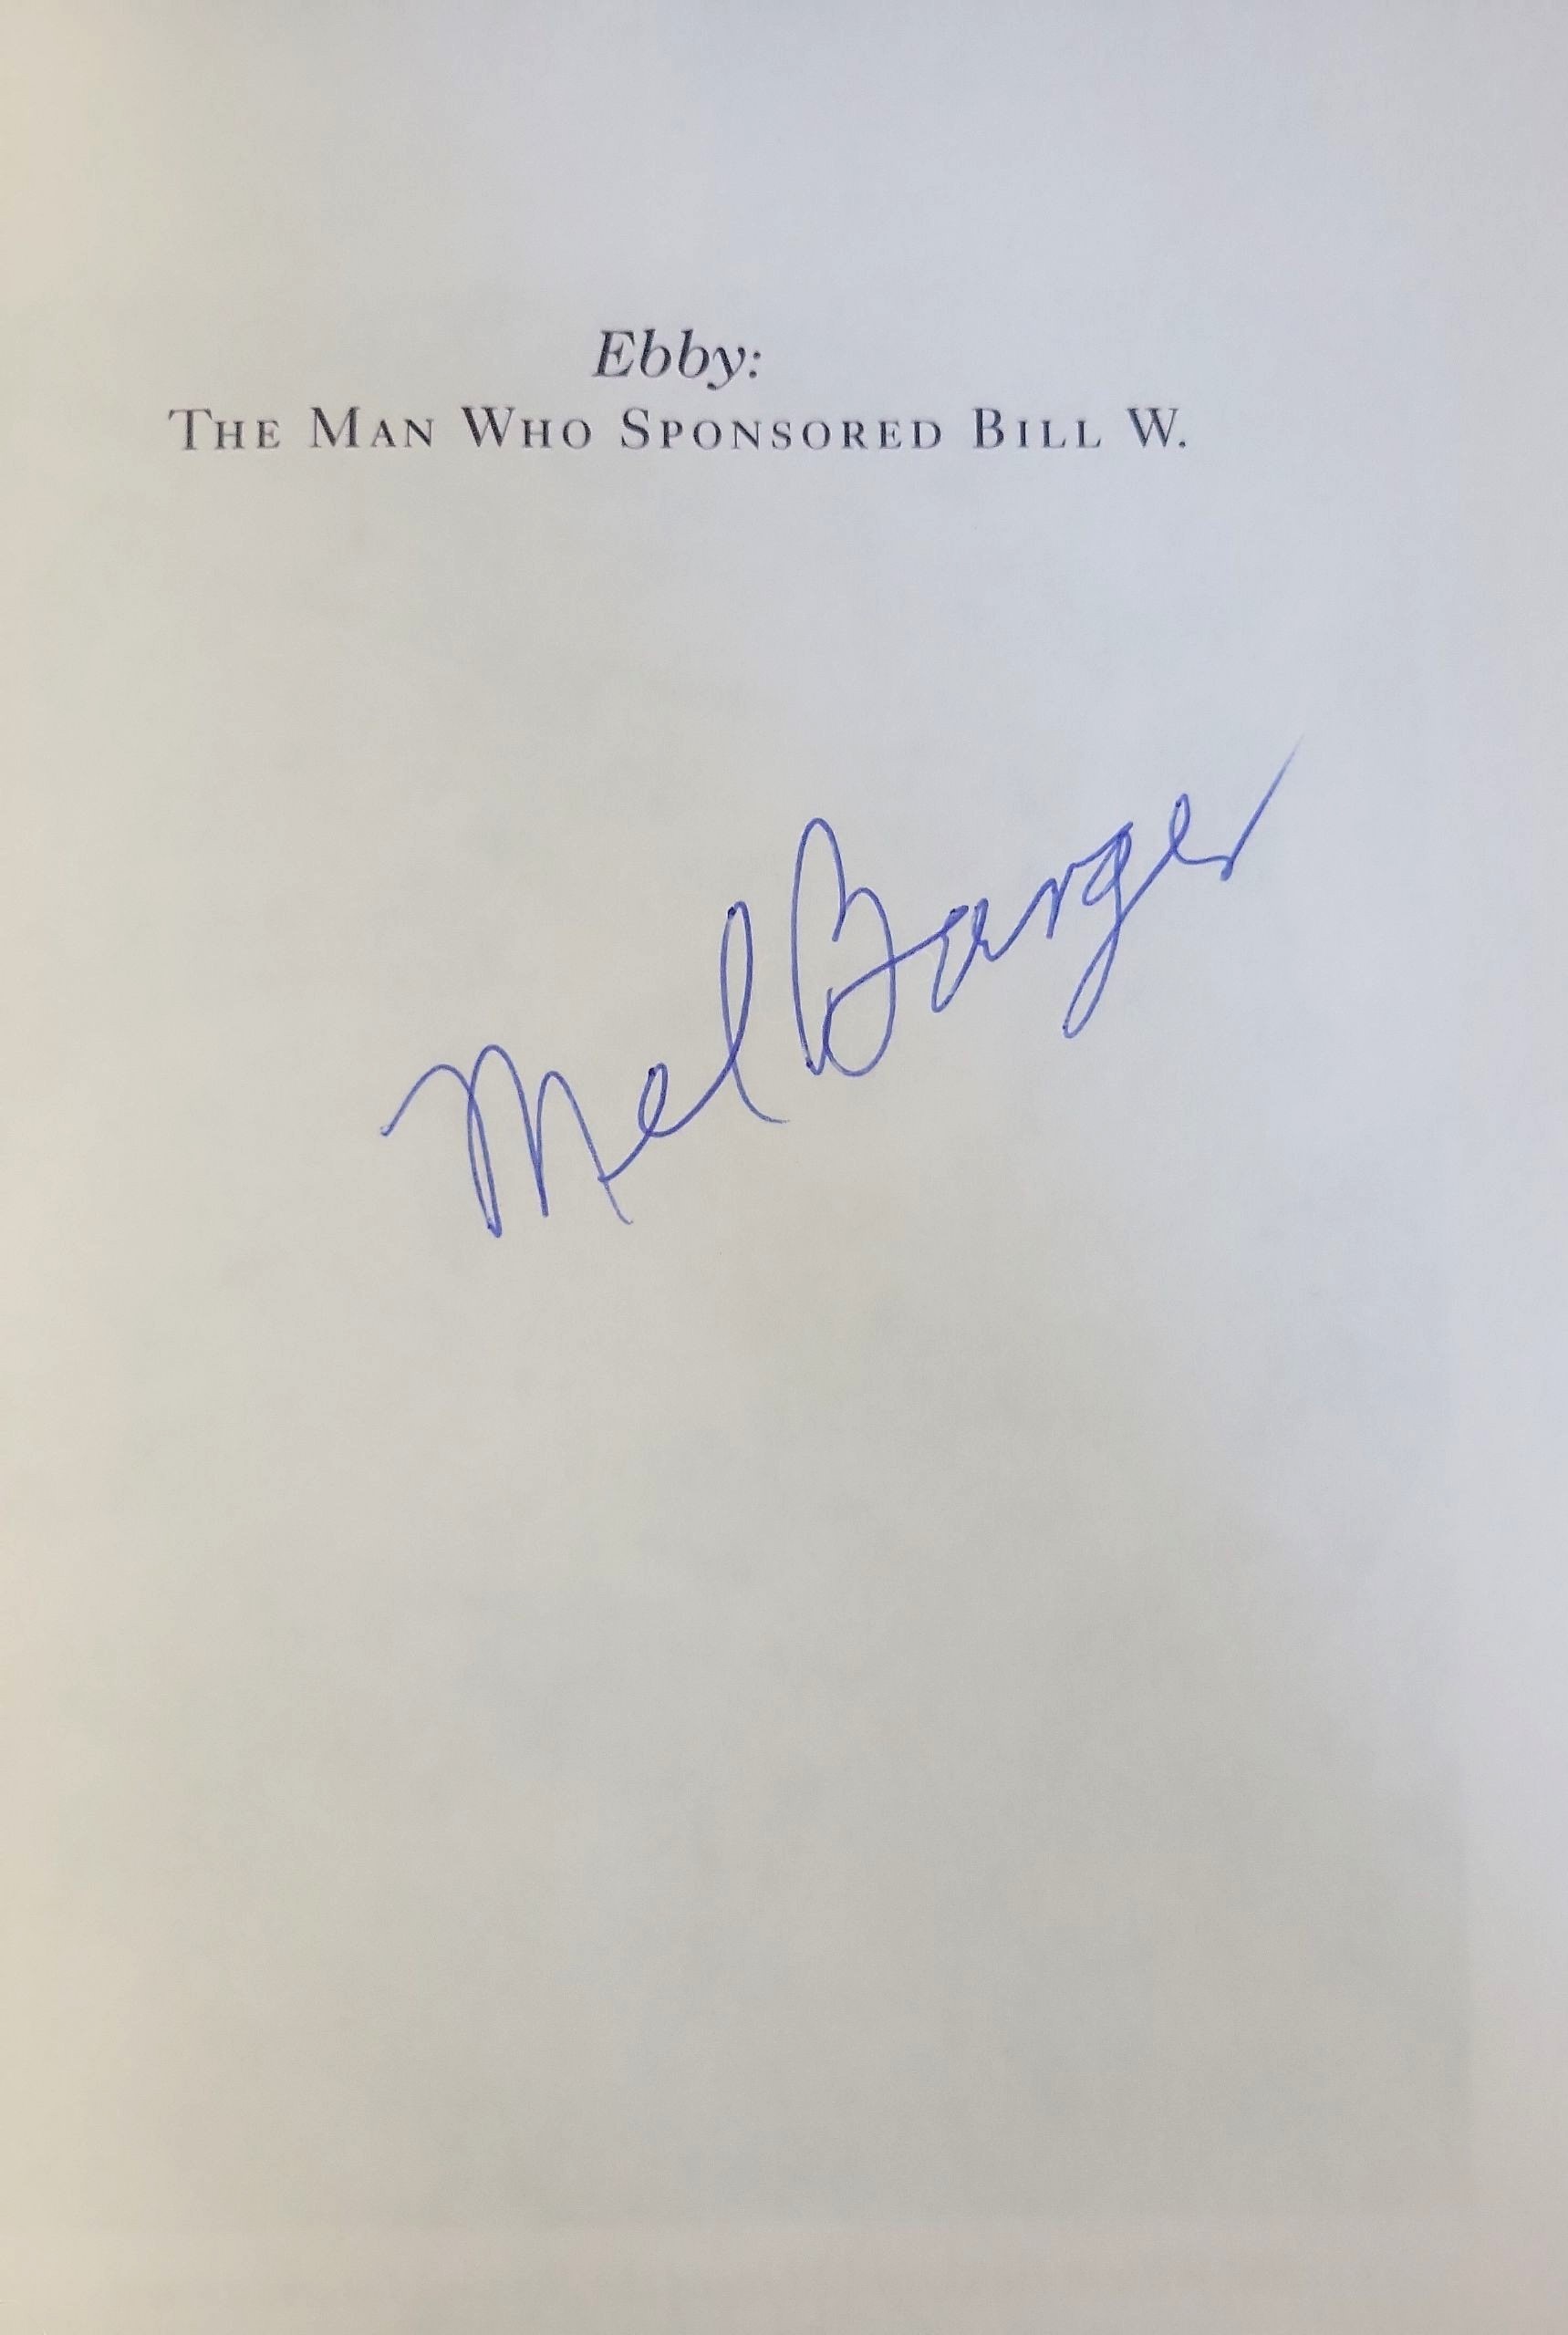 Ebby:
THE MAN WHO SPONSORED BILL W.
Mel Barger